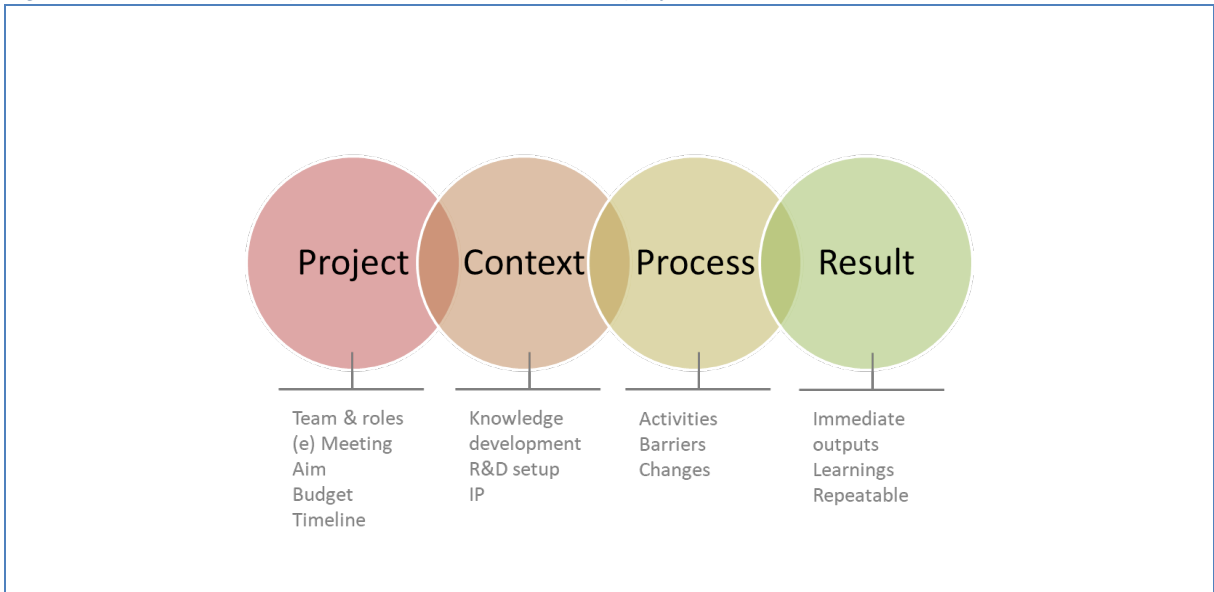 Project
Context
Process
Result
Team & roles
(e) Meeting
Aim
Budget
Timeline
Knowledge
development
R&D setup
IP
Activities
Barriers
Changes
Immediate
outputs
Learnings
Repeatable